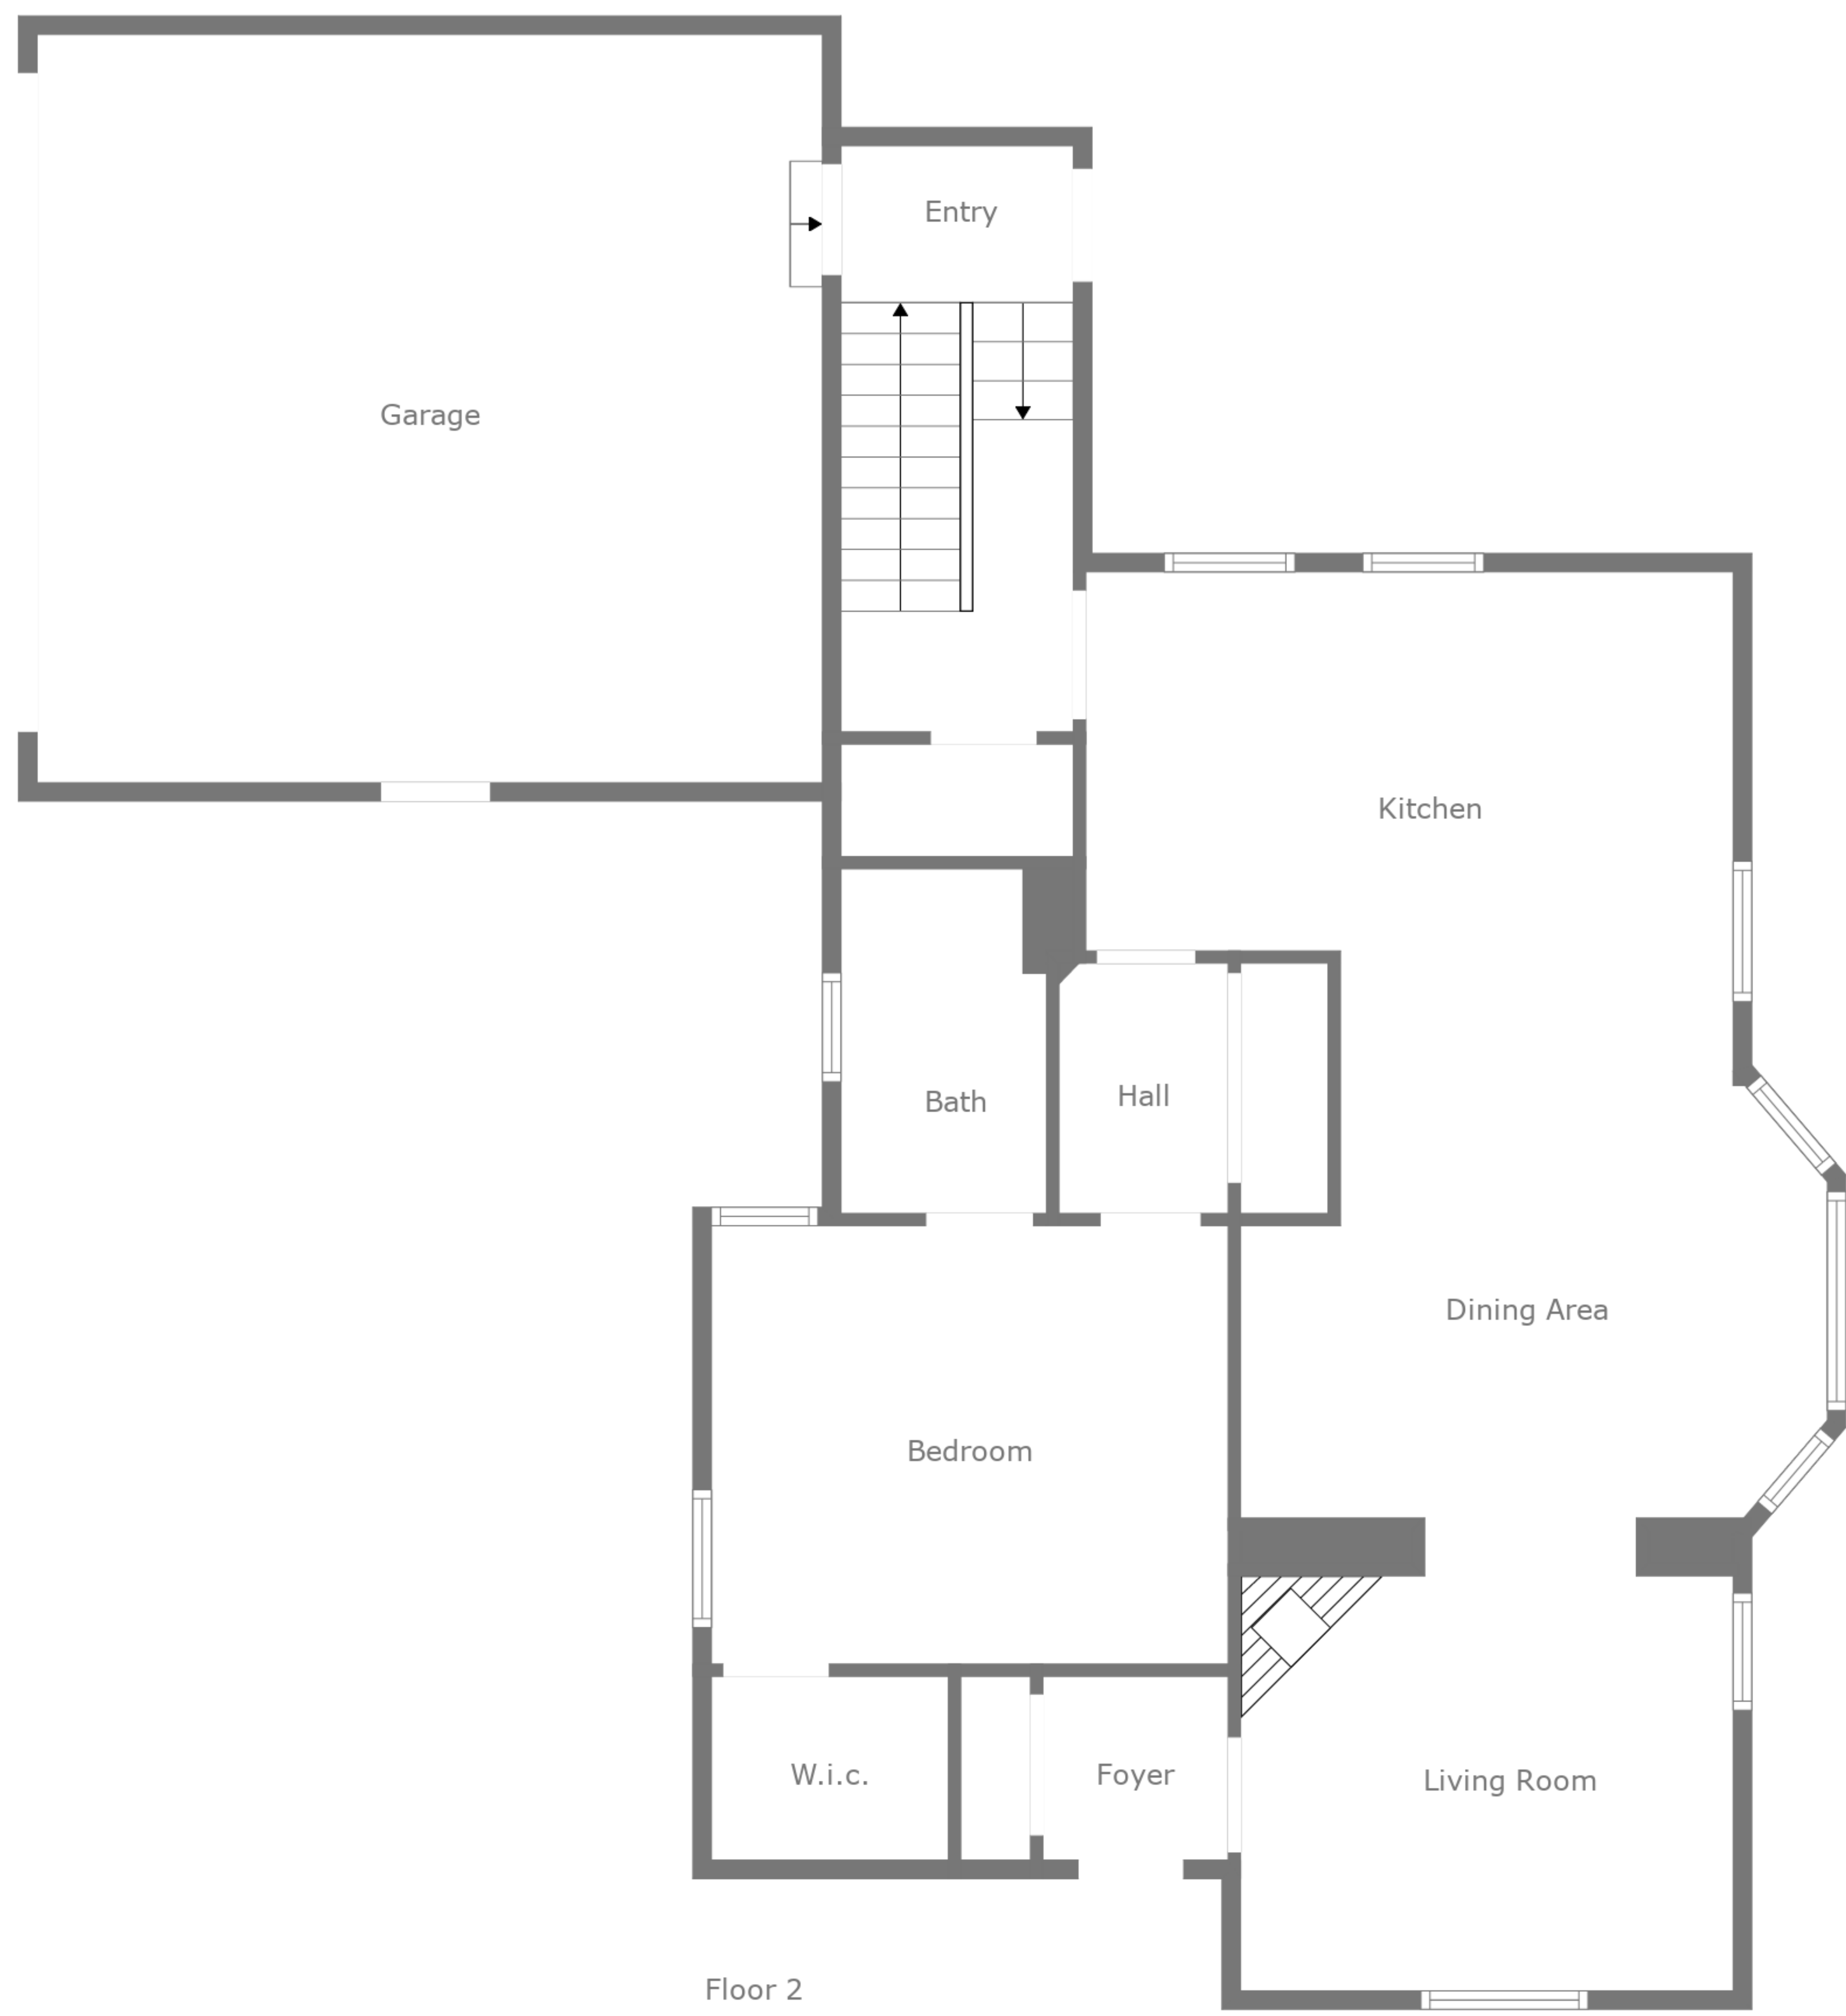 Entry
Garage
Kitchen
Bath
Hall
Dining Area
Bedroom
W.i.c.
Foyer
Living Room
Floor 2